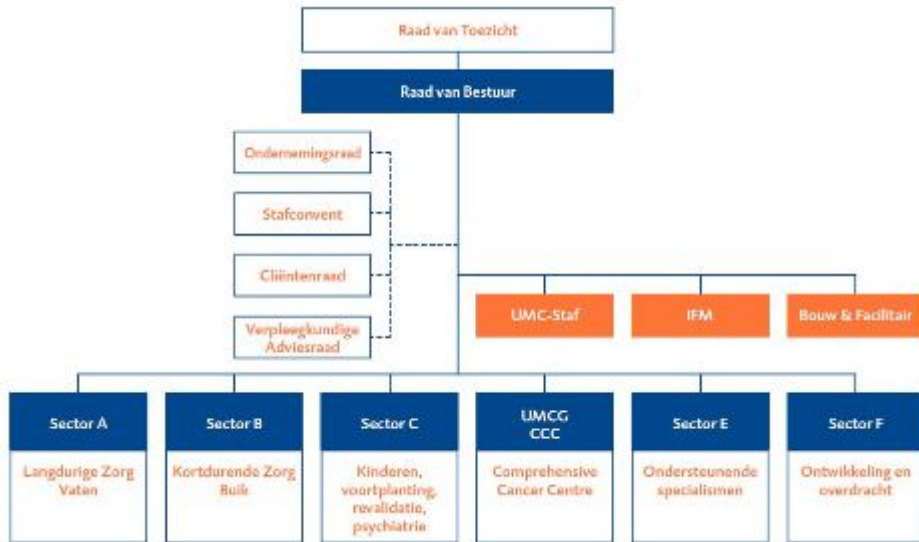 Raad van Toezicht
Raad van Bestuur
Ondernemingsraad
Stafconvent
Cliëntenraad
Verpleegkundige
Adviesraad
UMC-Staf
IFM
Bouw & Facilitair
Sector A
Langdurige Zorg
Vaten
Sector B
Kortdurende Zorg
Buik
Sector C
Kinderen,
voortplanting,
revalidatie,
psychiatrie
UMCG
CCC
Comprehensive
Cancer Centre
Sector E
Ondersteunende
specialismen
Sector F
Ontwikkeling en
overdracht